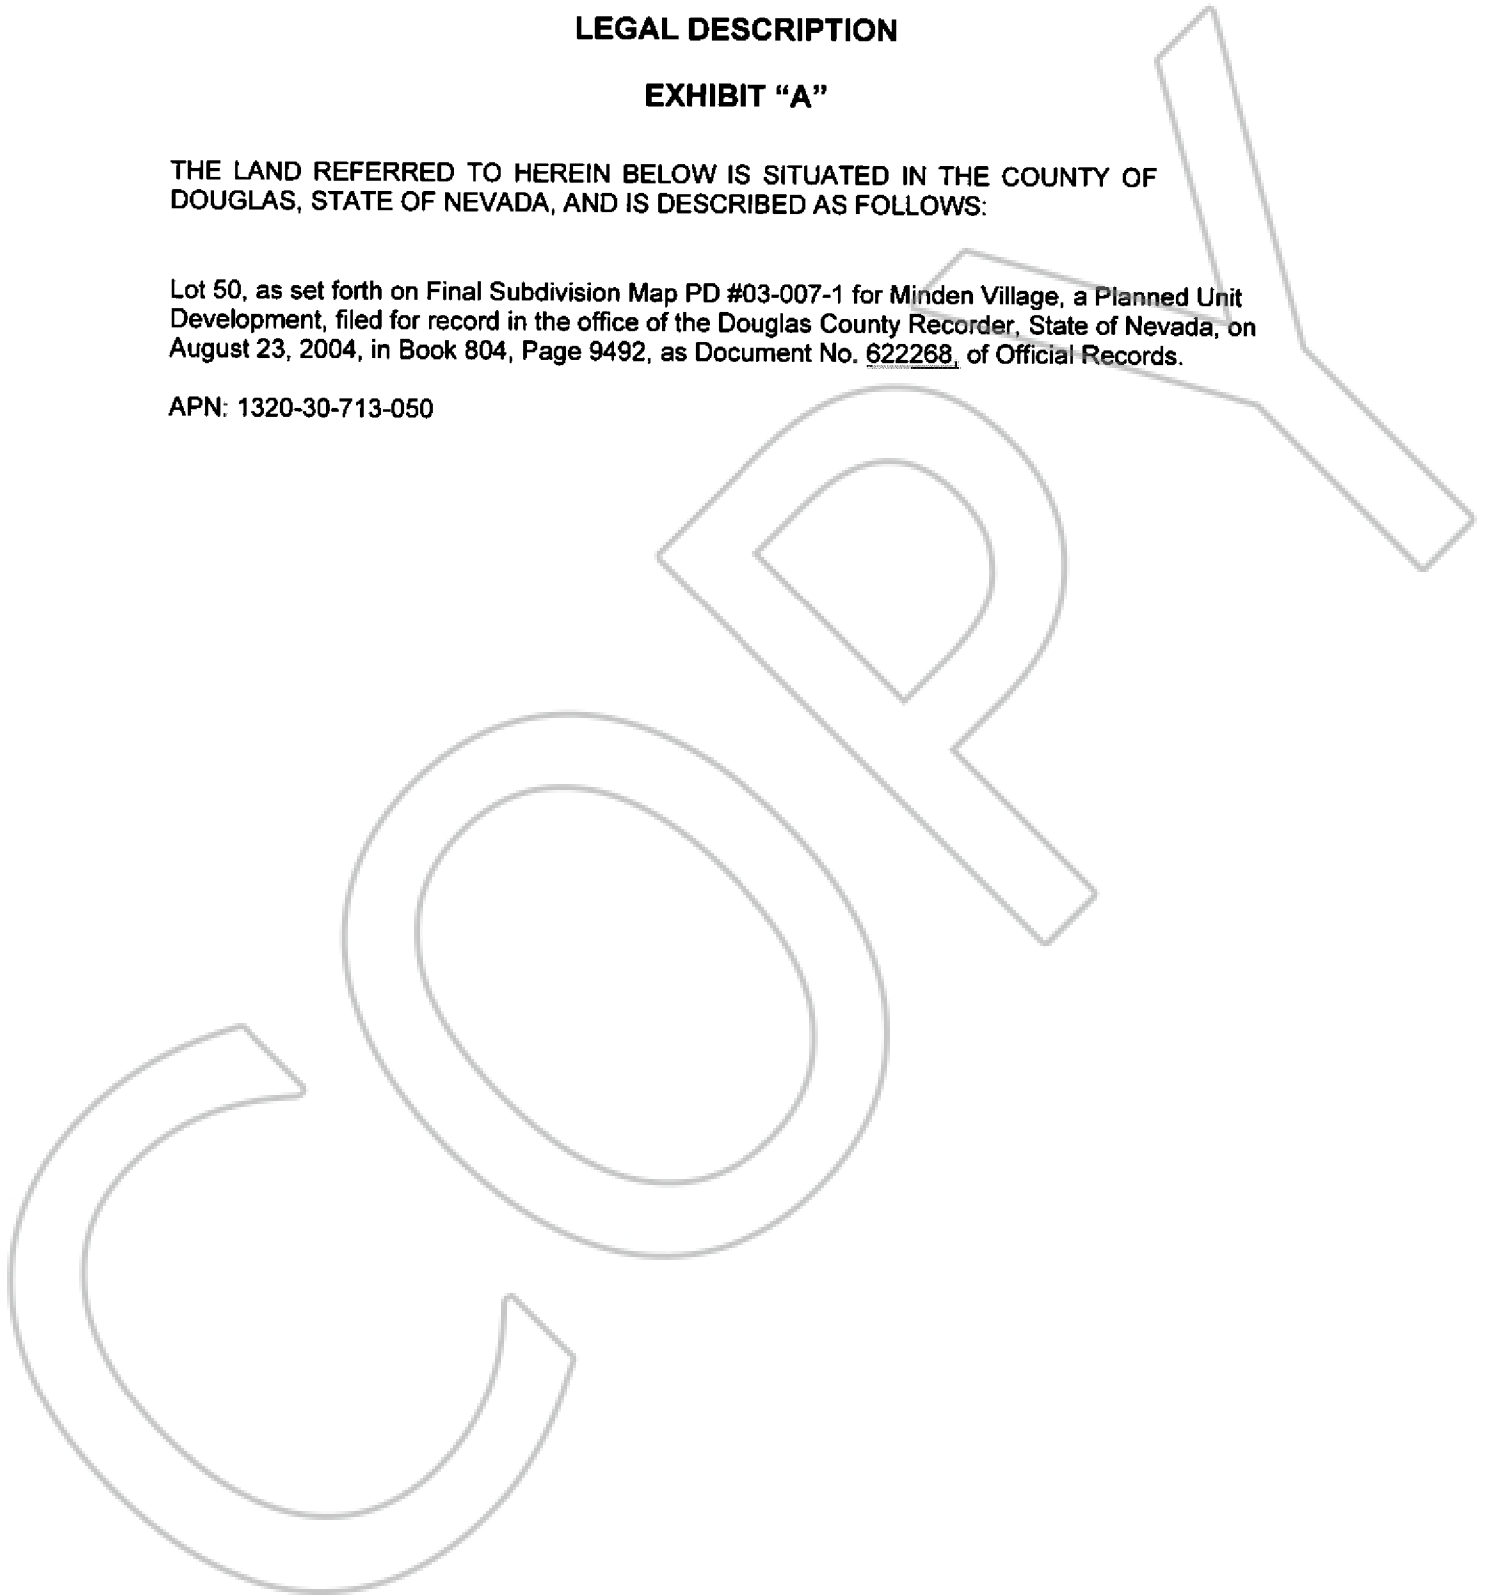 LEGAL DESCRIPTION
EXHIBIT “A”
THE LAND REFERRED TO HEREIN BELOW IS SITUATED IN THE COUNTY OF
DOUGLAS, STATE OF NEVADA, AND IS DESCRIBED AS FOLLOWS:
Lot 50, as set forth on Final Subdivision Map PD #03-007-1 for Minden Village, a Planned Unit
Development, filed for record in the office of the Douglas County Recorder, State of Nevada, on
August 23, 2004, in Book 804, Page 9492, as Document No. 622268, of Official Records.
APN: 1320-30-713-050
COPY